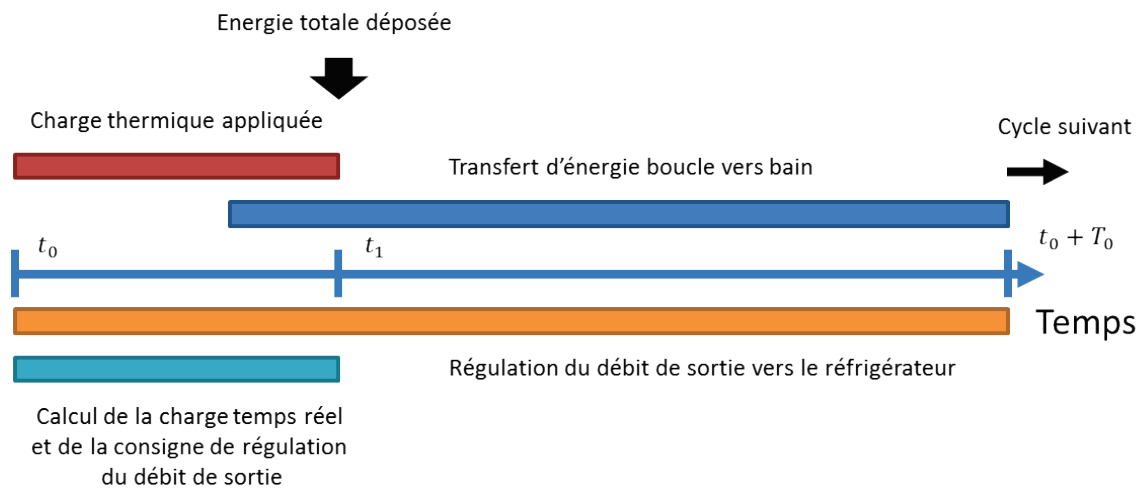 Energie totale déposée
Charge thermique appliquée
Cycle suivant
Transfert d'énergie boucle vers bain
t₀
t₁
t₀ + T₀
Temps
Régulation du débit de sortie vers le réfrigérateur
Calcul de la charge temps réel
et de la consigne de régulation
du débit de sortie